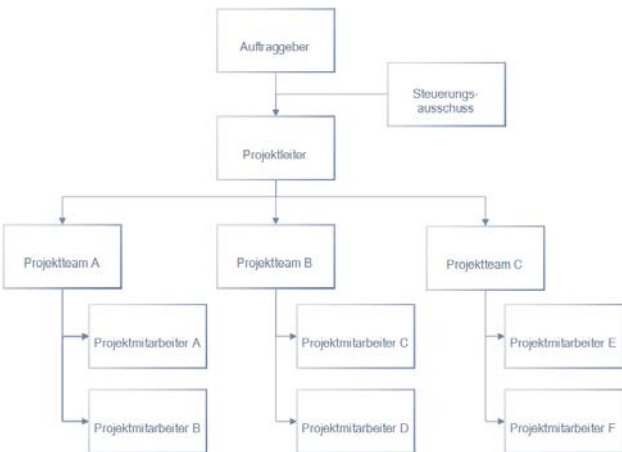 Auftraggeber
Steuerungs-
ausschuss
Projektleiter
Projektteam A
Projektteam B
Projektteam C
Projektmitarbeiter A
Projektmitarbeiter C
Projektmitarbeiter E
Projektmitarbeiter B
Projektmitarbeiter D
Projektmitarbeiter F